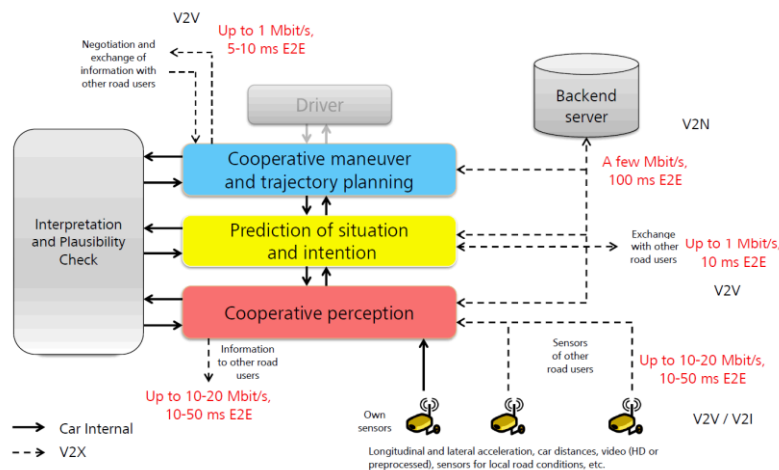 V2V
Up to 1 Mbit/s,
5-10 ms E2E
Negotiation and
exchange of
information with
other road users
Driver
Backend
server
V2N
Cooperative maneuver
and trajectory planning
A few Mbit/s,
100 ms E2E
Interpretation
and Plausibility
Check
Prediction of situation
and intention
Exchange
with other
road users
Up to 1 Mbit/s,
10 ms E2E
V2V
Cooperative perception
Information
to other road
users
Sensors
of other
road users
Up to 10-20 Mbit/s,
10-50 ms E2E
Up to 10-20 Mbit/s,
10-50 ms E2E
Own
sensors
V2V / V2I
Car Internal
V2X
Longitudinal and lateral acceleration, car distances, video (HD or
preprocessed), sensors for local road conditions, etc.